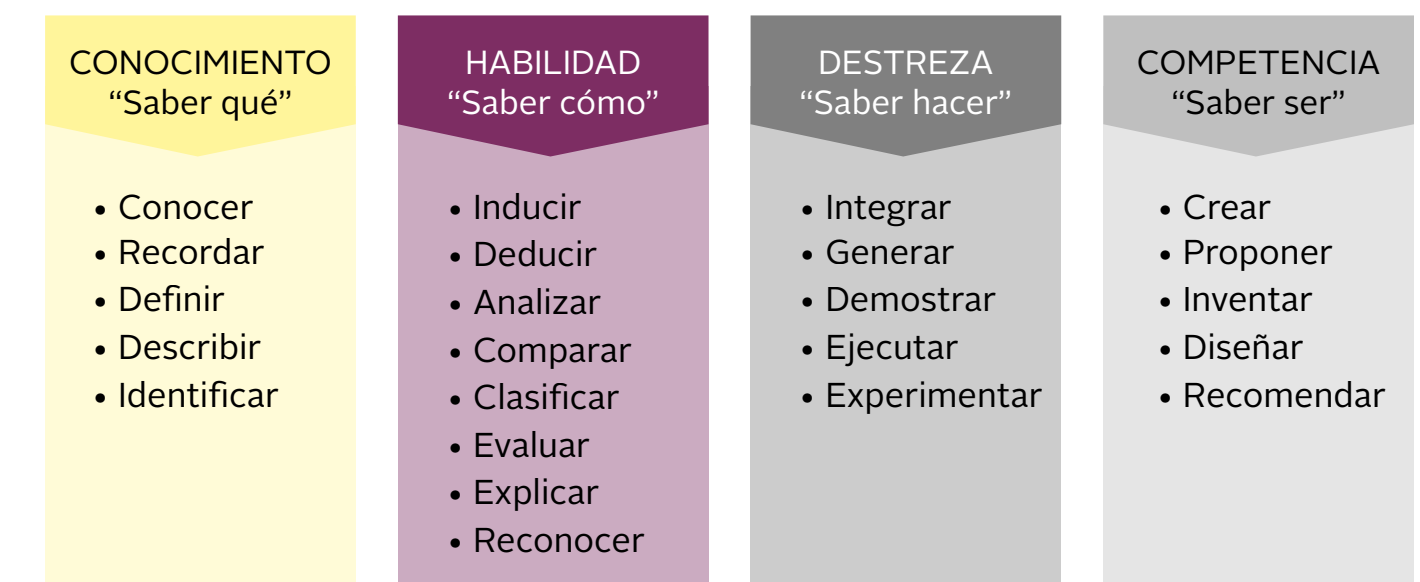 CONOCIMIENTO
“Saber qué”
• Conocer
• Recordar
• Definir
• Describir
• Identificar
HABILIDAD
“Saber cómo”
• Inducir
• Deducir
• Analizar
• Comparar
• Clasificar
• Evaluar
• Explicar
• Reconocer
DESTREZA
“Saber hacer”
• Integrar
• Generar
• Demostrar
• Ejecutar
• Experimentar
COMPETENCIA
“Saber ser”
• Crear
• Proponer
• Inventar
• Diseñar
• Recomendar